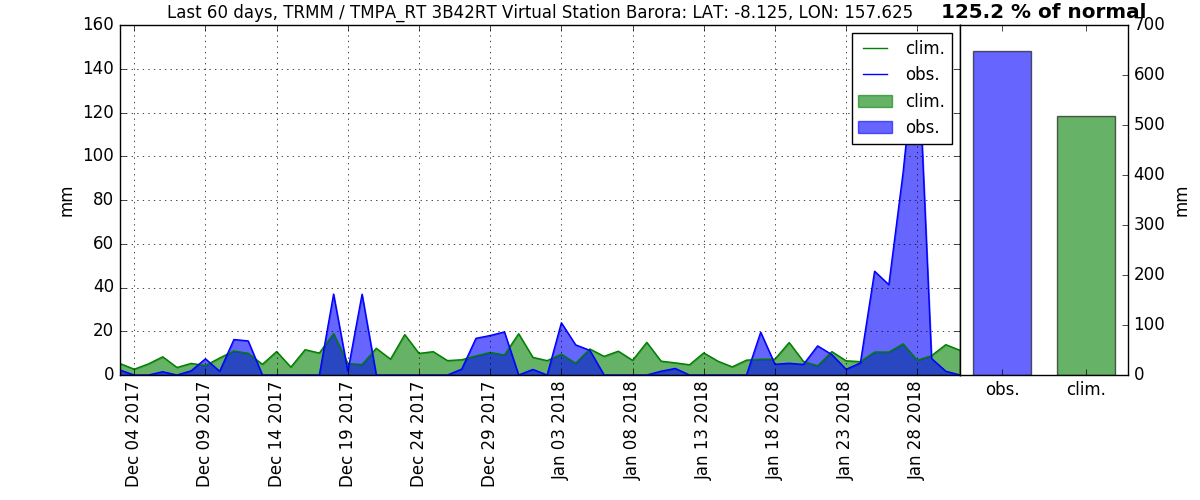 Last 60 days, TRMM / TMPA_RT 3B42RT Virtual Station Barora: LAT: -8.125, LON: 157.625
125.2 % of normal
160
140
120
100
80
60
40
20
0
mm
clim.
obs.
clim.
obs.
Dec 04 2017
Dec 09 2017
Dec 14 2017
Dec 19 2017
Dec 24 2017
Dec 29 2017
Jan 03 2018
Jan 08 2018
Jan 13 2018
Jan 18 2018
Jan 23 2018
Jan 28 2018
700
600
500
400
300
200
100
0
mm
obs.
clim.